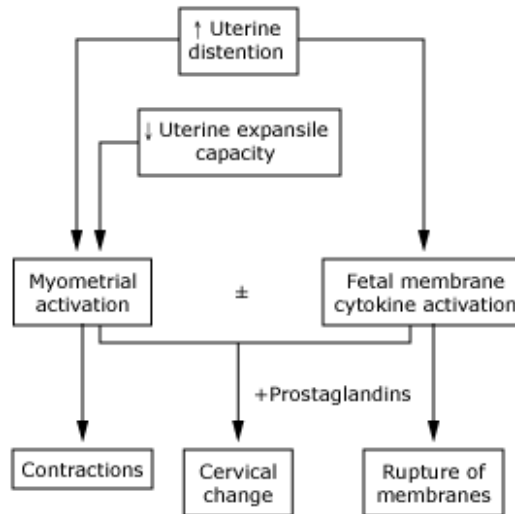 ↑ Uterine
distention
↓ Uterine expansile
capacity
Myometrial
activation
±
Fetal membrane
cytokine activation
+Prostaglandins
Contractions
Cervical
change
Rupture of
membranes